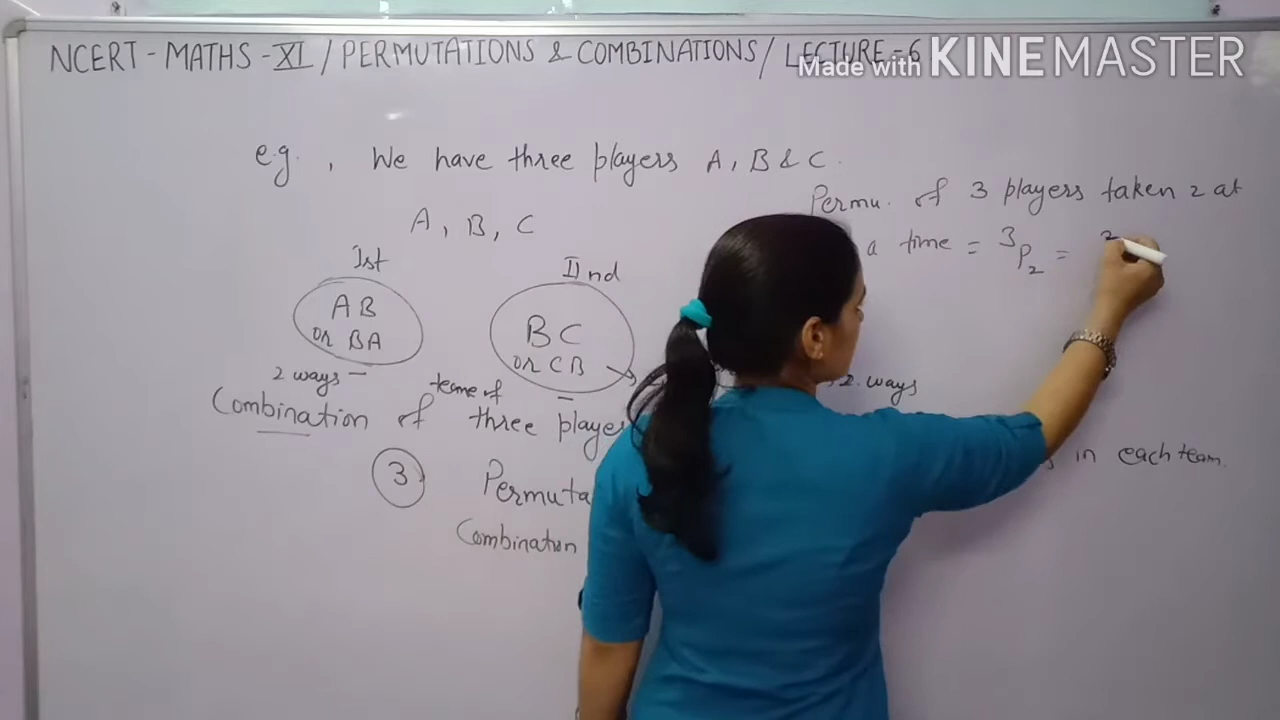 NCERT - MATHS - XI / PERMUTATIONS & COMBINATIONS / LECTURE - 6
Made with KINEMASTER
e.g. , We have three players A, B & C.
A, B, C
Ist
AB
or BA
2 ways
IInd
BC
or CB
2 ways
Combination of teame of three
3
Permuta
Combination
in each team.
Permu. of 3 players taken 2 at
a time = ³P₂ =